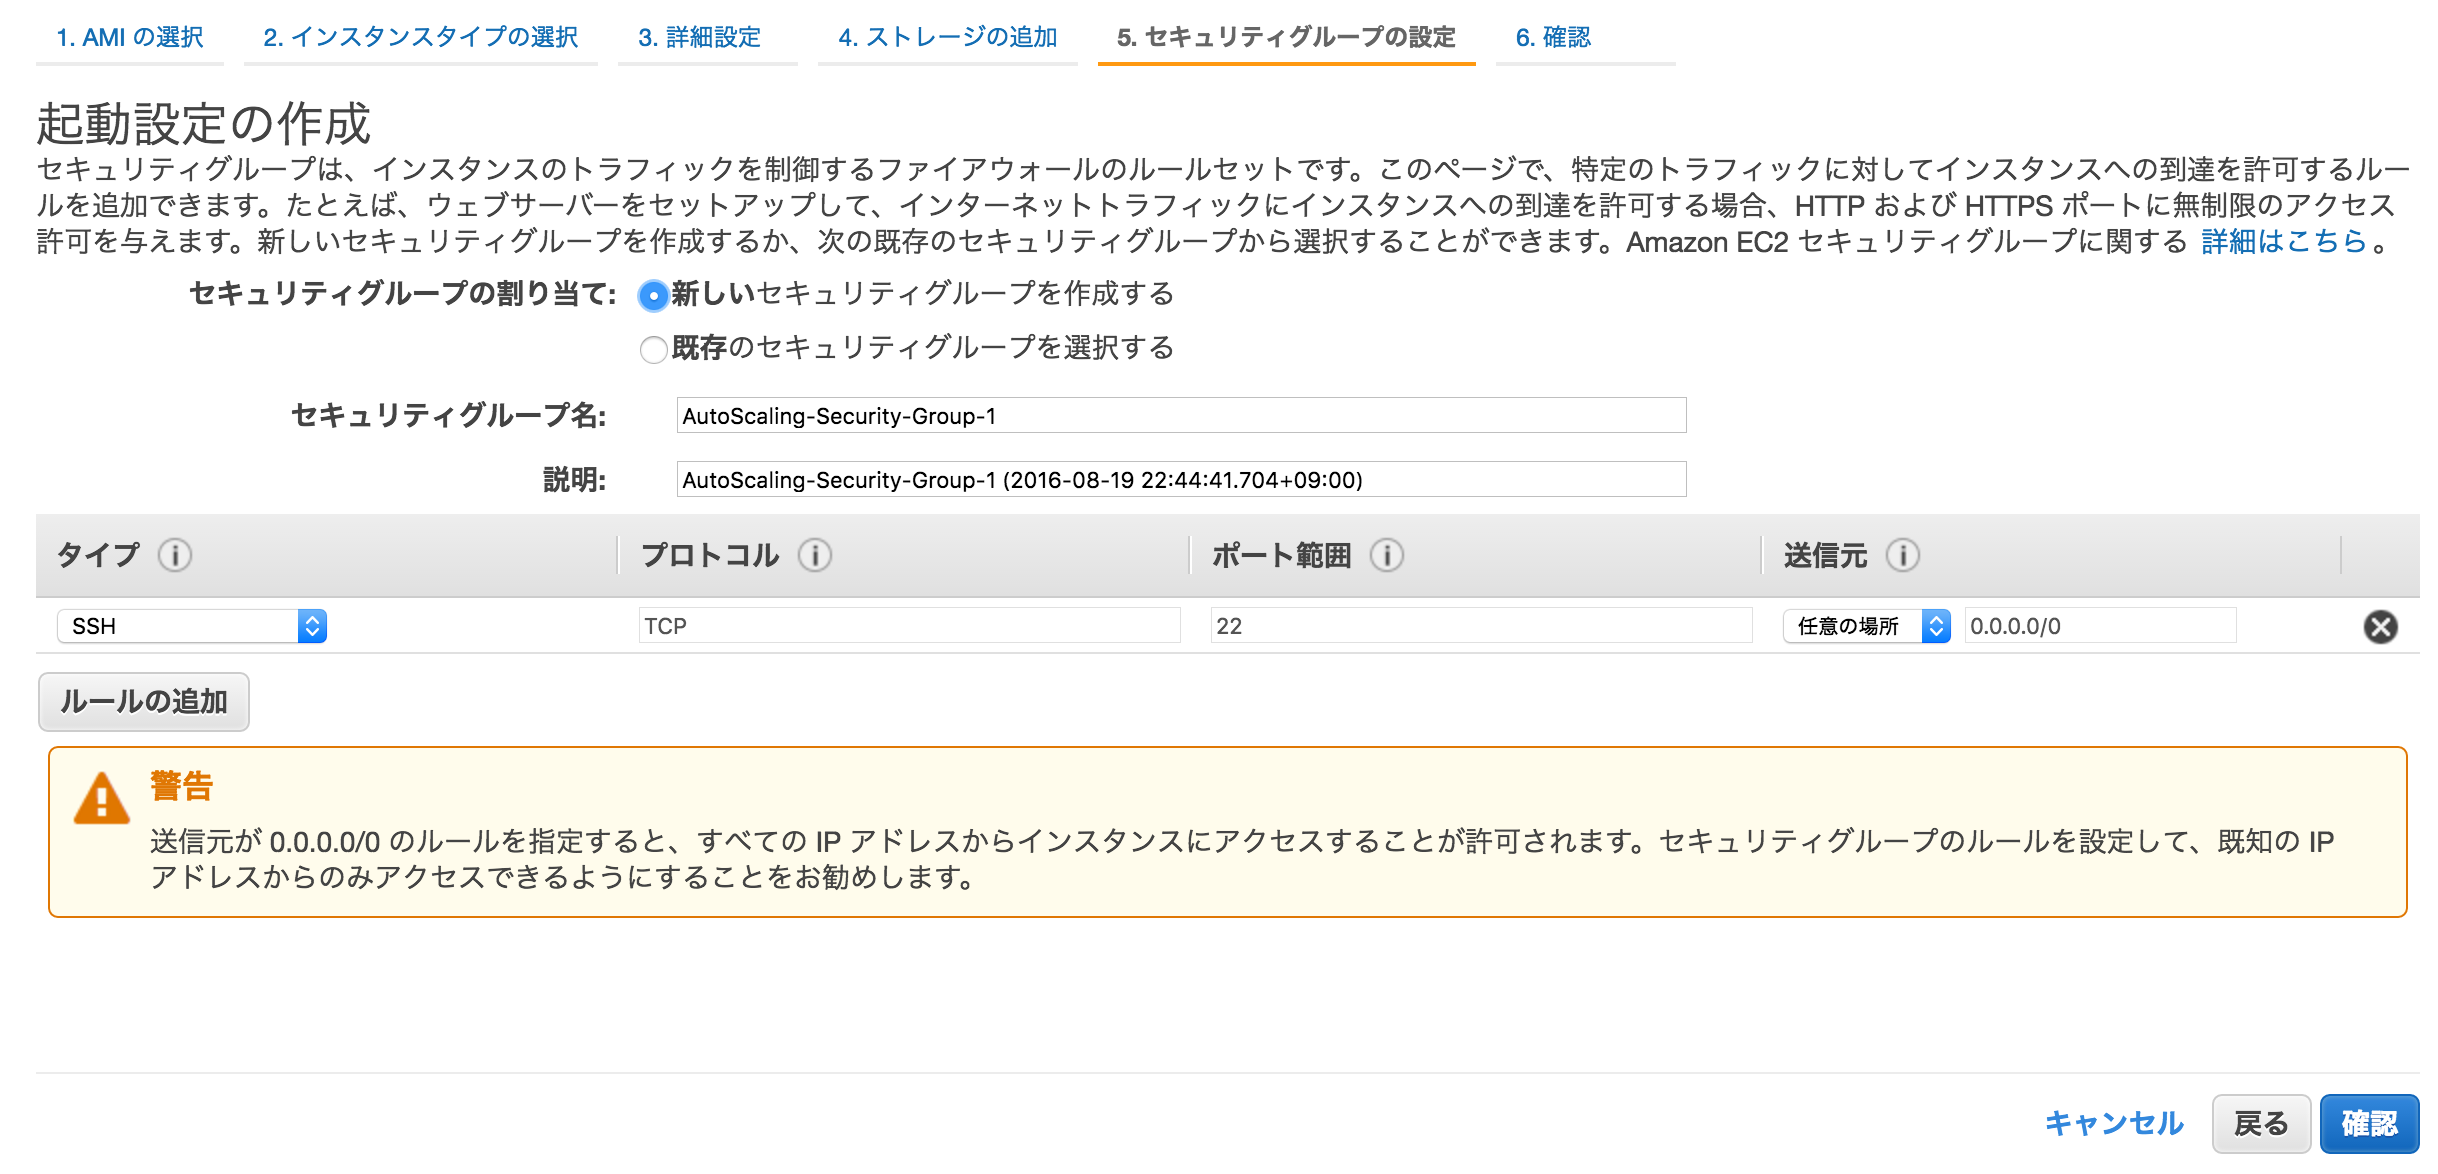 1. AMI の選択 2. インスタンスタイプの選択 3. 詳細設定 4. ストレージの追加 5. セキュリティグループの設定 6. 確認
起動設定の作成
セキュリティグループは、インスタンスのトラフィックを制御するファイアウォールのルールセットです。このページで、特定のトラフィックに対してインスタンスへの到達を許可するルー
ルを追加できます。たとえば、ウェブサーバーをセットアップして、インターネットトラフィックにインスタンスへの到達を許可する場合、HTTP および HTTPS ポートに無制限のアクセス
許可を与えます。新しいセキュリティグループを作成するか、次の既存のセキュリティグループから選択することができます。Amazon EC2 セキュリティグループに関する 詳細はこちら 。
セキュリティグループの割り当て: 新しいセキュリティグループを作成する
既存のセキュリティグループを選択する
セキュリティグループ名: AutoScaling-Security-Group-1
説明: AutoScaling-Security-Group-1 (2016-08-19 22:44:41.704+09:00)
タイプ i プロトコル i ポート範囲 i 送信元 i
SSH TCP 22 任意の場所 0.0.0.0/0
ルールの追加
警告
送信元が 0.0.0.0/0 のルールを指定すると、すべての IP アドレスからインスタンスにアクセスすることが許可されます。セキュリティグループのルールを設定して、既知の IP
アドレスからのみアクセスできるようにすることをお勧めします。
キャンセル 戻る 確認